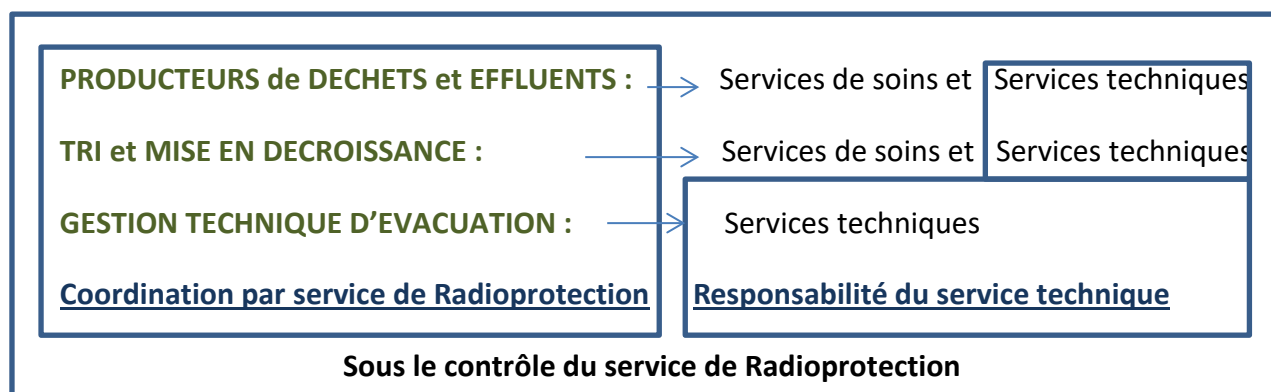 PRODUCTEURS de DECHETS et EFFLUENTS : Services de soins et Services techniques
TRI et MISE EN DECROISSANCE : Services de soins et Services techniques
GESTION TECHNIQUE D’EVACUATION : Services techniques
Coordination par service de Radioprotection Responsabilité du service technique
Sous le contrôle du service de Radioprotection